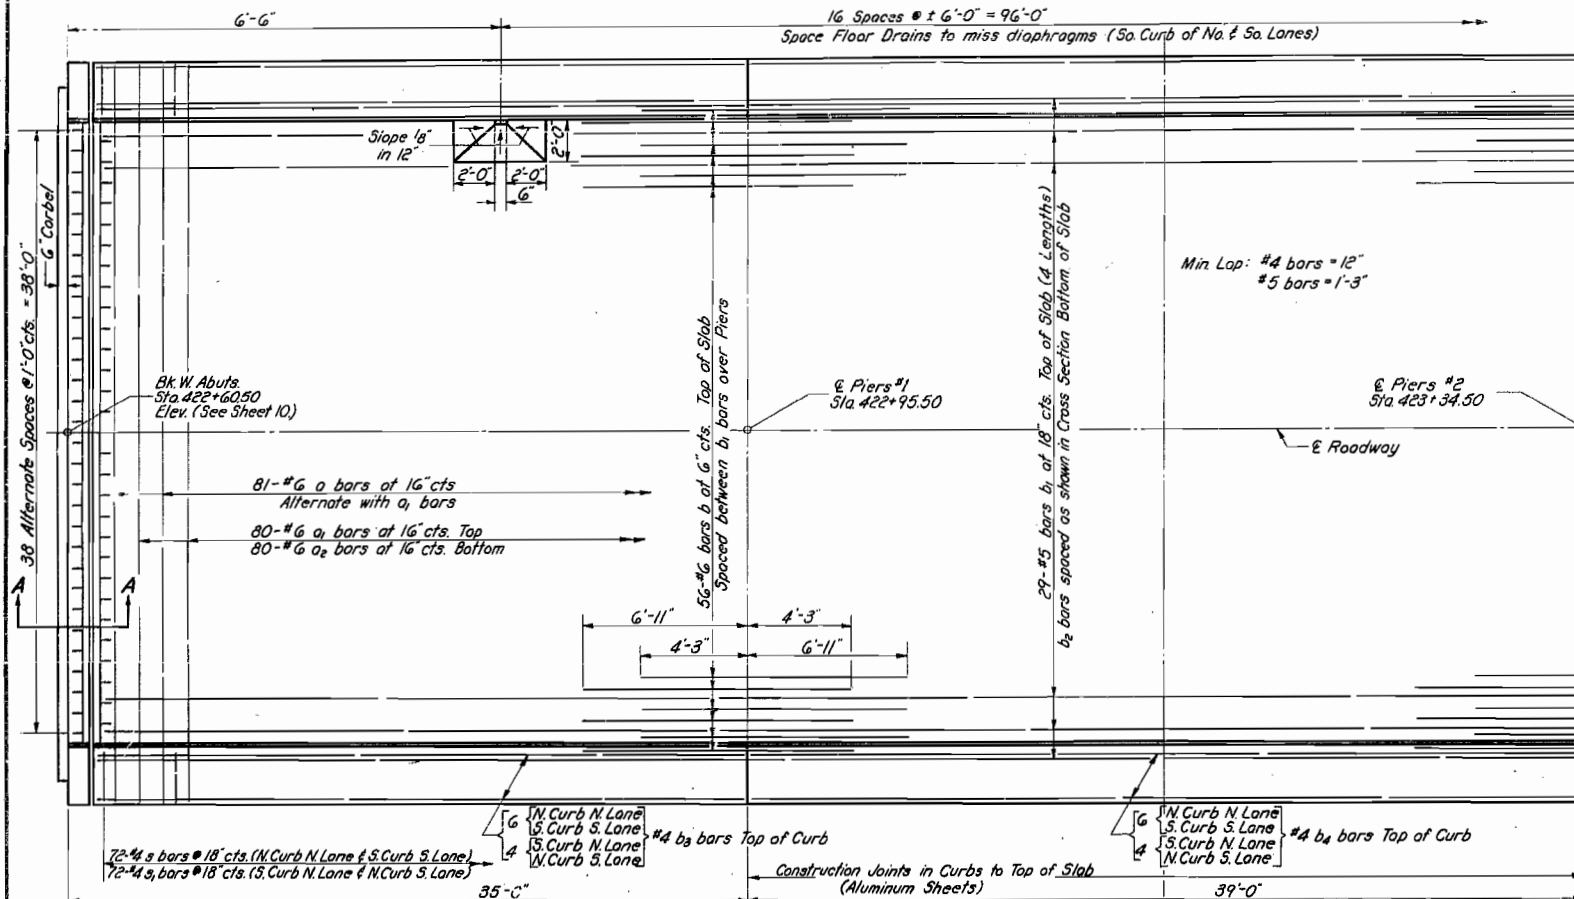 6'-6"
16 Spaces @ ± 6'-0" = 96'-0"
Space Floor Drains to miss diaphragms (So. Curb of No. & So. Lanes)
Slope 1/8"
in 12"
2'-0"
2'-0"
2'-0"
6"
6" Corbel
38 Alternate Spaces @ 1'-0" cts. = 38'-0"
Min. Lap: #4 bars = 12"
#5 bars = 1'-3"
Bk. W. Abuts.
Sta. 422+60.50
Elev. (See Sheet 10.)
56-#6 bars b at 6" cts. Top of Slab
Spaced between b₁ bars over Piers
℄ Piers #1
Sta. 422+95.50
29-#5 bars b₁ at 18" cts. Top of Slab (4 Lengths)
b₂ bars spaced as shown in Cross Section Bottom of Slab
℄ Piers #2
Sta. 423+34.50
℄ Roadway
81-#6 a bars at 16" cts
Alternate with a₁ bars
80-#6 a₁ bars at 16" cts. Top
80-#6 a₂ bars at 16" cts. Bottom
A
A
6'-11"
4'-3"
4'-3"
6'-11"
6 N. Curb N. Lane
S. Curb S. Lane
4 S. Curb N. Lane
N. Curb S. Lane
#4 b₃ bars Top of Curb
6 N. Curb N. Lane
S. Curb S. Lane
4 S. Curb N. Lane
N. Curb S. Lane
#4 b₄ bars Top of Curb
72-#4 s bars @ 18" cts. (N. Curb N. Lane & S. Curb S. Lane)
72-#4 s₁ bars @ 18" cts. (S. Curb N. Lane & N. Curb S. Lane)
Construction Joints in Curbs to Top of Slab
(Aluminum Sheets)
35'-0"
39'-0"